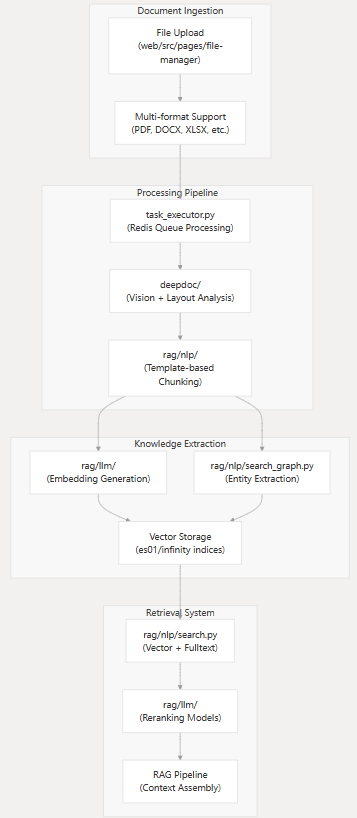 Document Ingestion
File Upload
(web/src/pages/file-
manager)
Multi-format Support
(PDF, DOCX, XLSX, etc.)
Processing Pipeline
task_executor.py
(Redis Queue Processing)
deepdoc/
(Vision + Layout Analysis)
rag/nlp/
(Template-based
Chunking)
Knowledge Extraction
rag/llm/
(Embedding Generation)
rag/nlp/search_graph.py
(Entity Extraction)
Vector Storage
(es01/infinity indices)
Retrieval System
rag/nlp/search.py
(Vector + Fulltext)
rag/llm/
(Reranking Models)
RAG Pipeline
(Context Assembly)